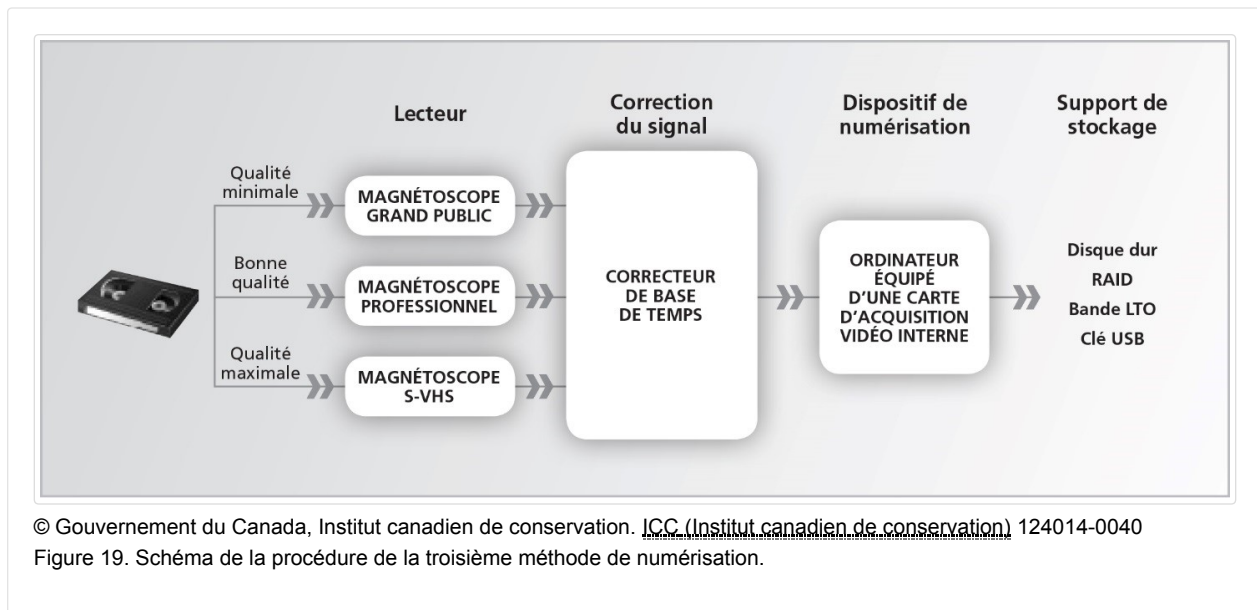 Lecteur
Correction
du signal
Dispositif de
numérisation
Support de
stockage
Qualité
minimale
MAGNÉTOSCOPE
GRAND PUBLIC
Bonne
qualité
MAGNÉTOSCOPE
PROFESSIONNEL
Qualité
maximale
MAGNÉTOSCOPE
S-VHS
CORRECTEUR
DE BASE
DE TEMPS
ORDINATEUR
ÉQUIPÉ
D'UNE CARTE
D'ACQUISITION
VIDÉO INTERNE
Disque dur
RAID
Bande LTO
Clé USB
© Gouvernement du Canada, Institut canadien de conservation. ICC (Institut canadien de conservation) 124014-0040
Figure 19. Schéma de la procédure de la troisième méthode de numérisation.